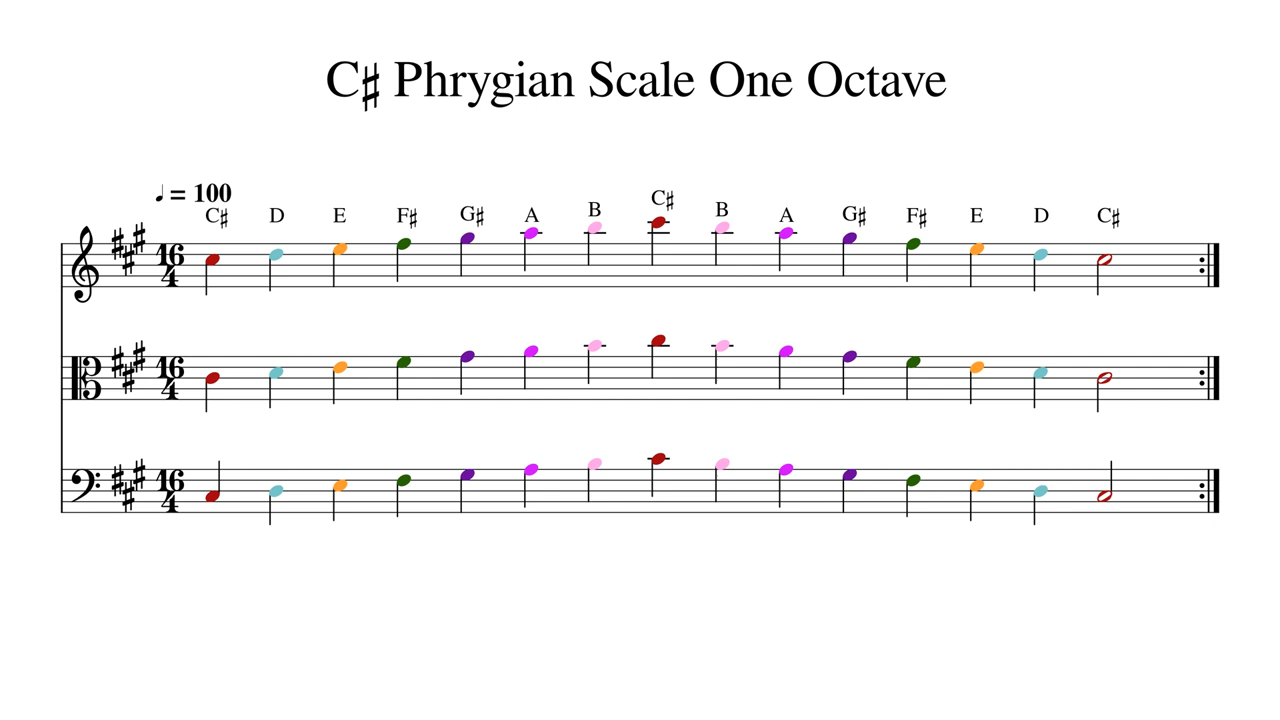 C♯ Phrygian Scale One Octave
♩ = 100
C♯ D E F♯ G♯ A B C♯ B A G♯ F♯ E D C♯
16
4
16
4
16
4